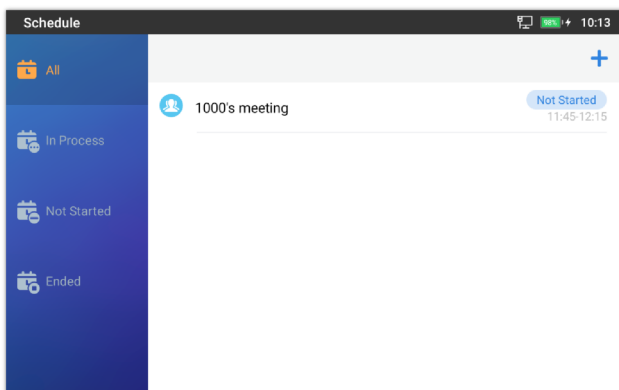 Schedule
98%
10:13
All
1000's meeting
Not Started
11:45-12:15
In Process
Not Started
Ended